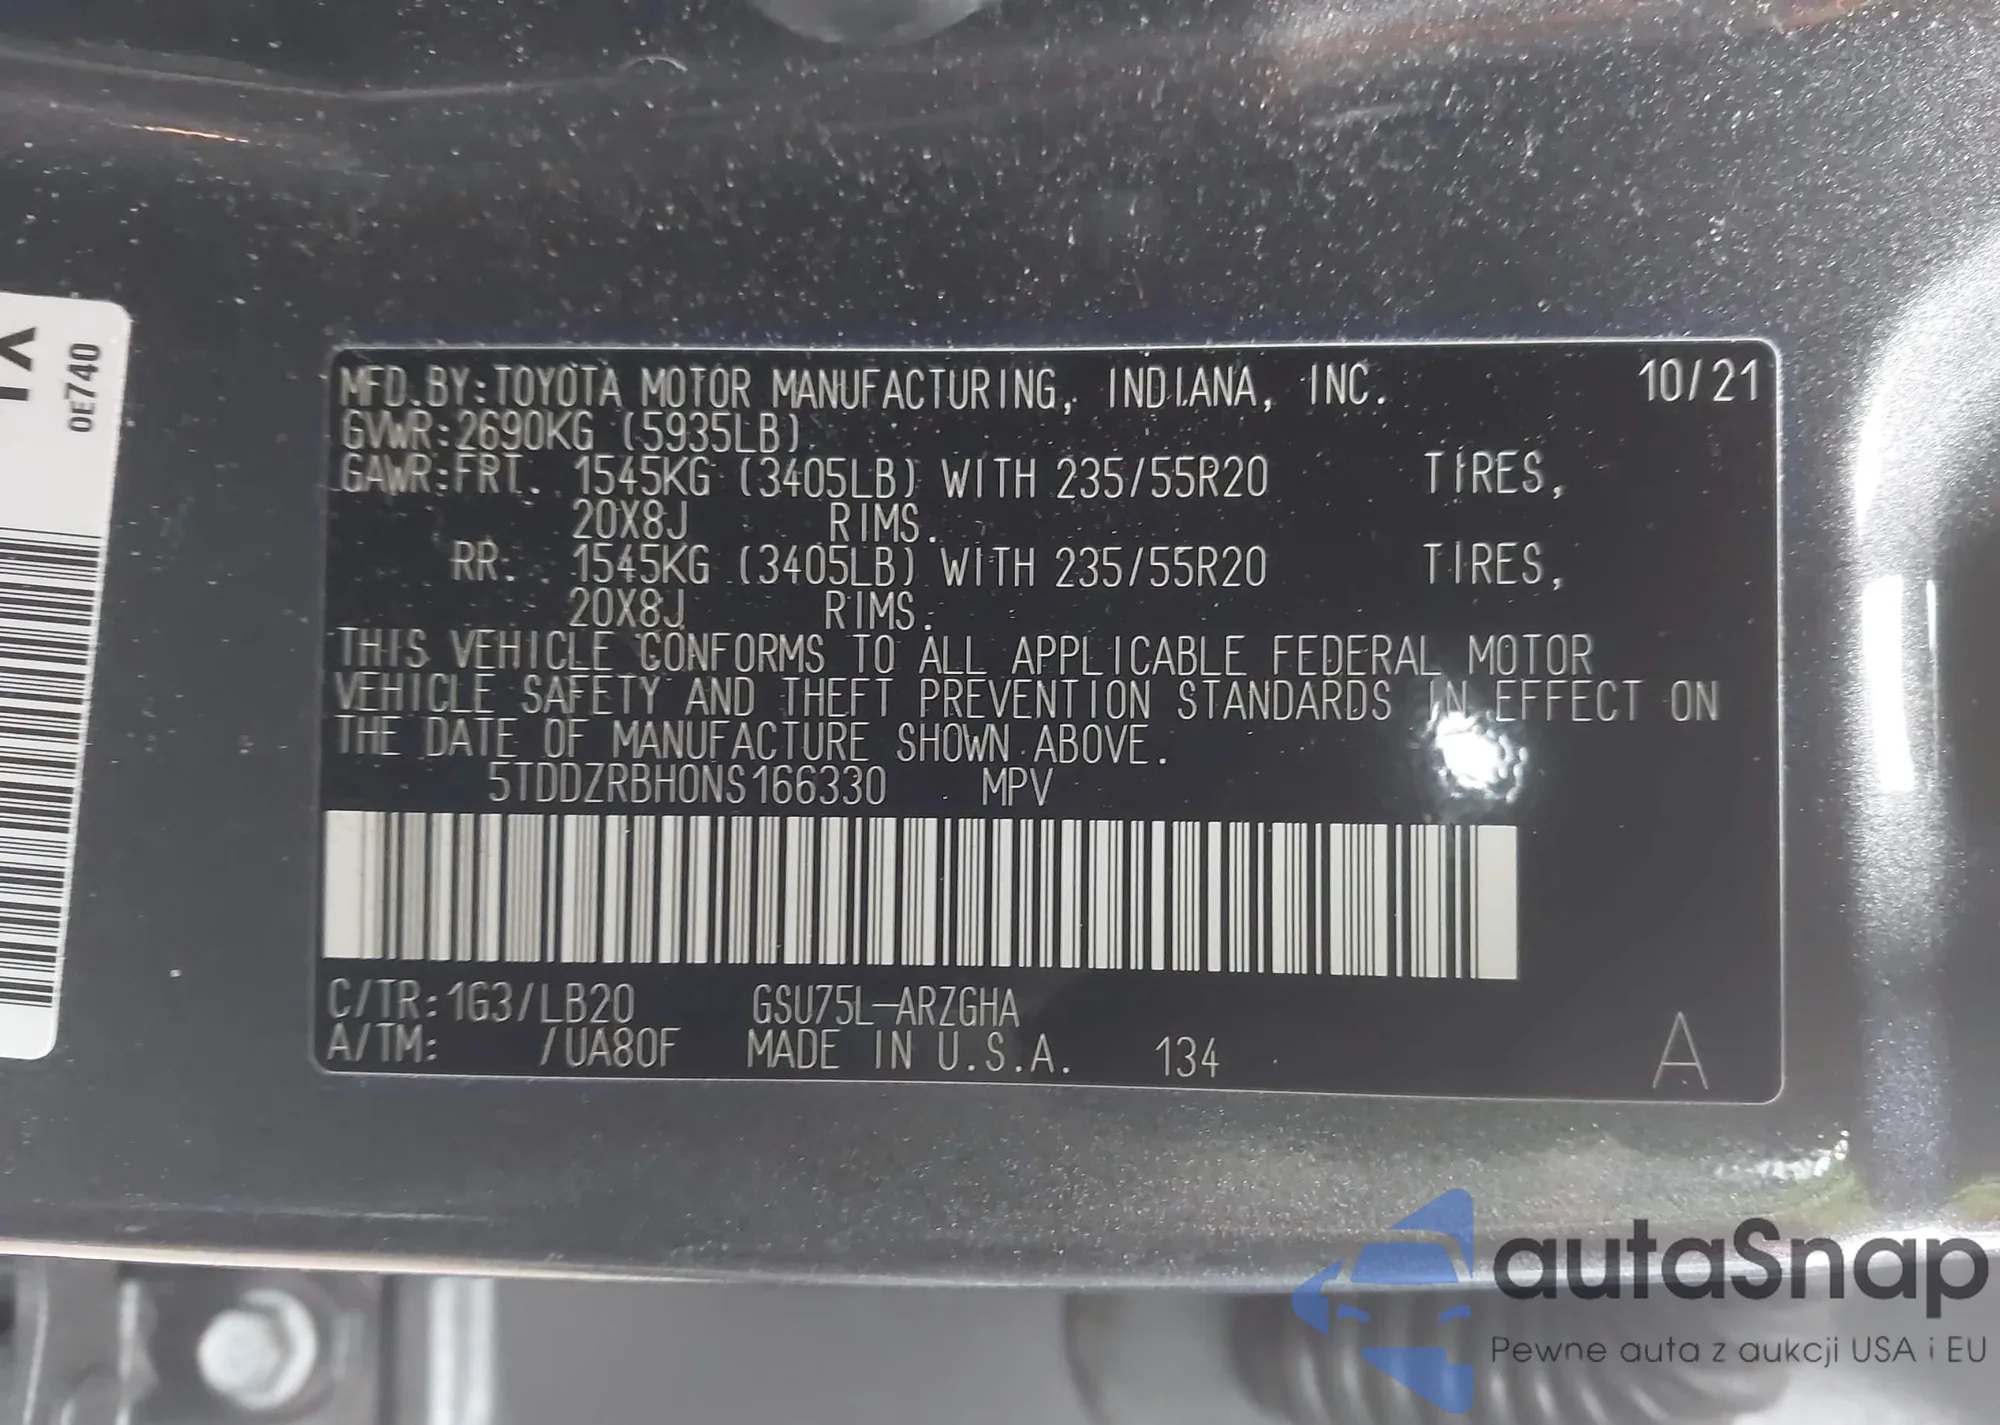 MFD.BY:TOYOTA MOTOR MANUFACTURING, INDIANA, INC. 10/21
GVWR:2690KG (5935LB)
GAWR:FRT. 1545KG (3405LB) WITH 235/55R20 TIRES,
20X8J RIMS.
RR. 1545KG (3405LB) WITH 235/55R20 TIRES,
20X8J RIMS.
THIS VEHICLE CONFORMS TO ALL APPLICABLE FEDERAL MOTOR
VEHICLE SAFETY AND THEFT PREVENTION STANDARDS IN EFFECT ON
THE DATE OF MANUFACTURE SHOWN ABOVE.
5TDDZRBH0NS166330 MPV
C/TR:1G3/LB20 GSU75L-ARZGHA
A/TM: /UA80F MADE IN U.S.A. 134 A
0E740
autaSnap
Pewne auta z aukcji USA i EU